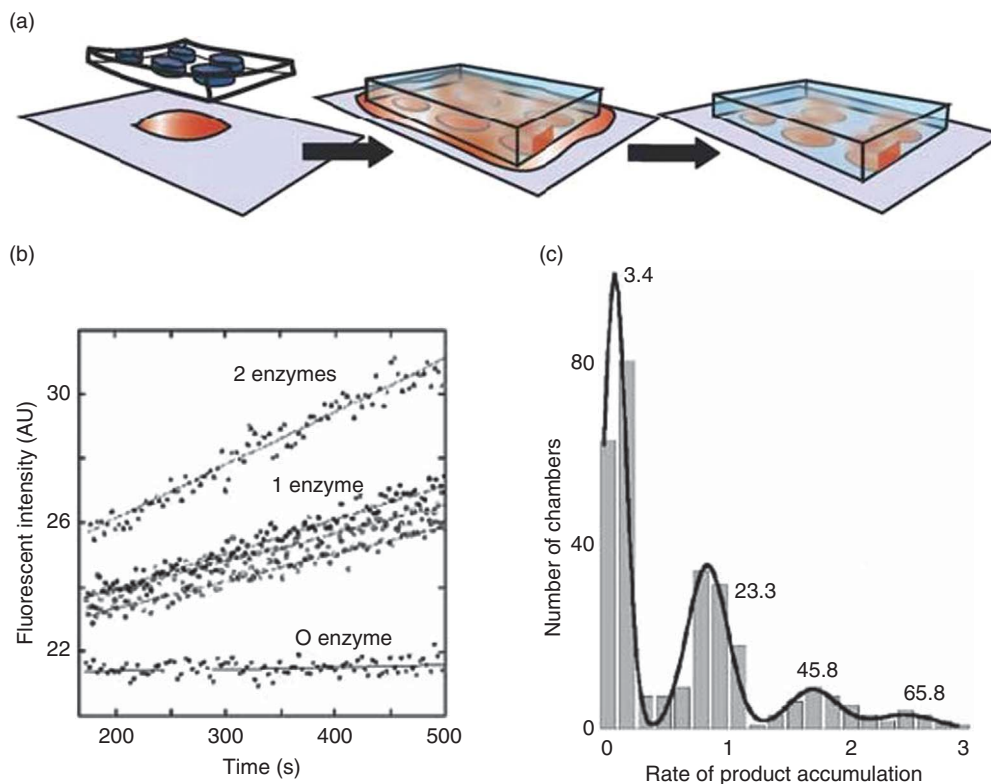 (a)
(b)
Fluorescent intensity (AU)
30
26
22
2 enzymes
1 enzyme
O enzyme
200
300
400
500
Time (s)
(c)
Number of chambers
80
40
0
3.4
23.3
45.8
65.8
0
1
2
3
Rate of product accumulation